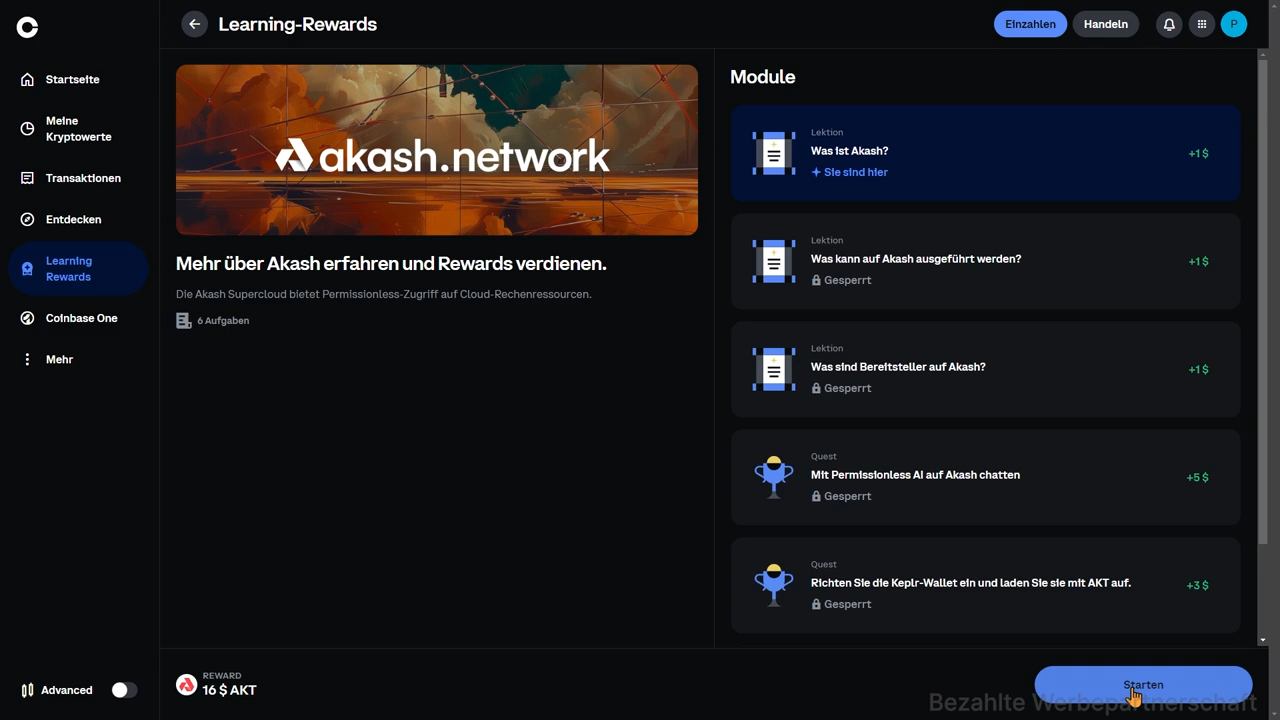 Learning-Rewards
Einzahlen
Handeln
P
Startseite
Meine
Kryptowerte
Transaktionen
Entdecken
Learning
Rewards
Coinbase One
Mehr
Advanced
akash.network
Mehr über Akash erfahren und Rewards verdienen.
Die Akash Supercloud bietet Permissionless-Zugriff auf Cloud-Rechenressourcen.
6 Aufgaben
Module
Lektion
Was ist Akash?
Sie sind hier
+1 $
Lektion
Was kann auf Akash ausgeführt werden?
Gesperrt
+1 $
Lektion
Was sind Bereitsteller auf Akash?
Gesperrt
+1 $
Quest
Mit Permissionless AI auf Akash chatten
Gesperrt
+5 $
Quest
Richten Sie die Keplr-Wallet ein und laden Sie sie mit AKT auf.
Gesperrt
+3 $
REWARD
16 $ AKT
Starten
Bezahlte Werbepartnerschaft